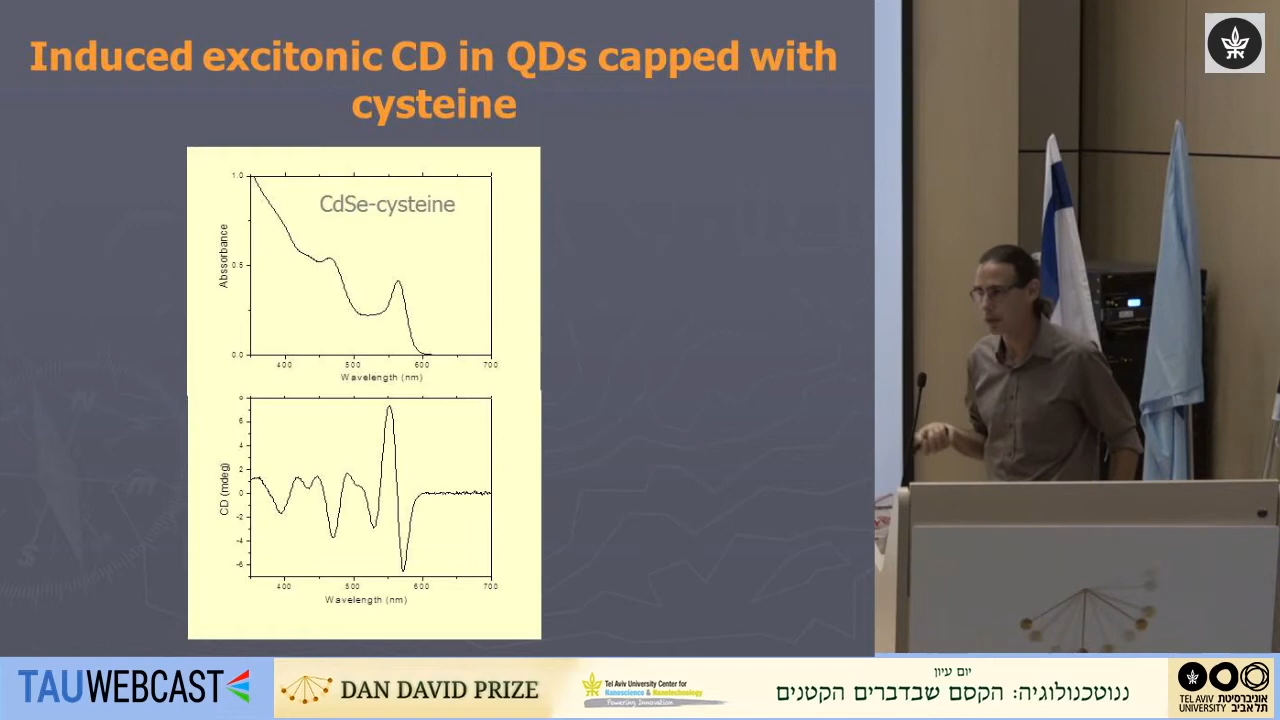 Induced excitonic CD in QDs capped with
cysteine
CdSe-cysteine
1.0
0.5
0.0
Abssorbance
400 500 600 700
Wavelength (nm)
8
6
4
2
0
-2
-4
-6
CD (mdeg)
400 500 600 700
Wavelength (nm)
TAUWEBCAST
DAN DAVID PRIZE
Tel Aviv University Center for
Nanoscience & Nanotechnology
Powering Innovation
יום עיון
ננוטכנולוגיה: הקסם שבדברים הקטנים
TEL AVIV אוניברסיטת
UNIVERSITY תל אביב